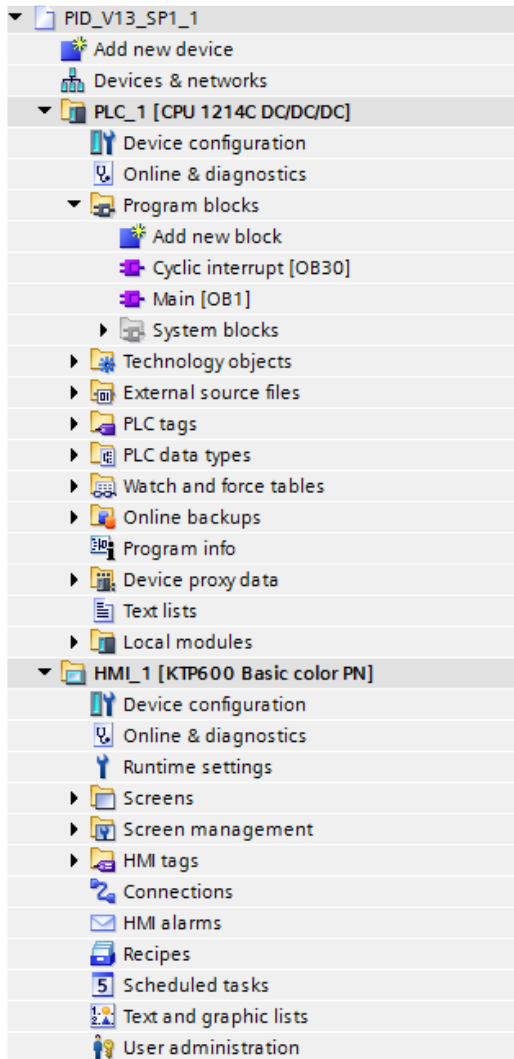 PID_V13_SP1_1
Add new device
Devices & networks
PLC_1 [CPU 1214C DC/DC/DC]
Device configuration
Online & diagnostics
Program blocks
Add new block
Cyclic interrupt [OB30]
Main [OB1]
System blocks
Technology objects
External source files
PLC tags
PLC data types
Watch and force tables
Online backups
Program info
Device proxy data
Text lists
Local modules
HMI_1 [KTP600 Basic color PN]
Device configuration
Online & diagnostics
Runtime settings
Screens
Screen management
HMI tags
Connections
HMI alarms
Recipes
5 Scheduled tasks
Text and graphic lists
User administration